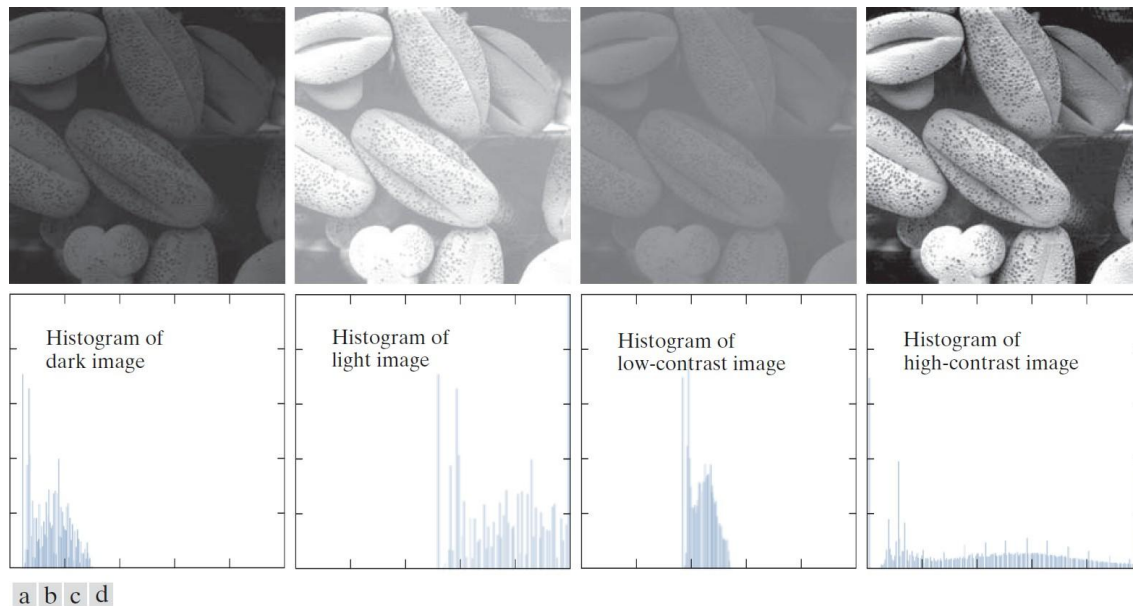 Histogram of
dark image
Histogram of
light image
Histogram of
low-contrast image
Histogram of
high-contrast image
a b c d